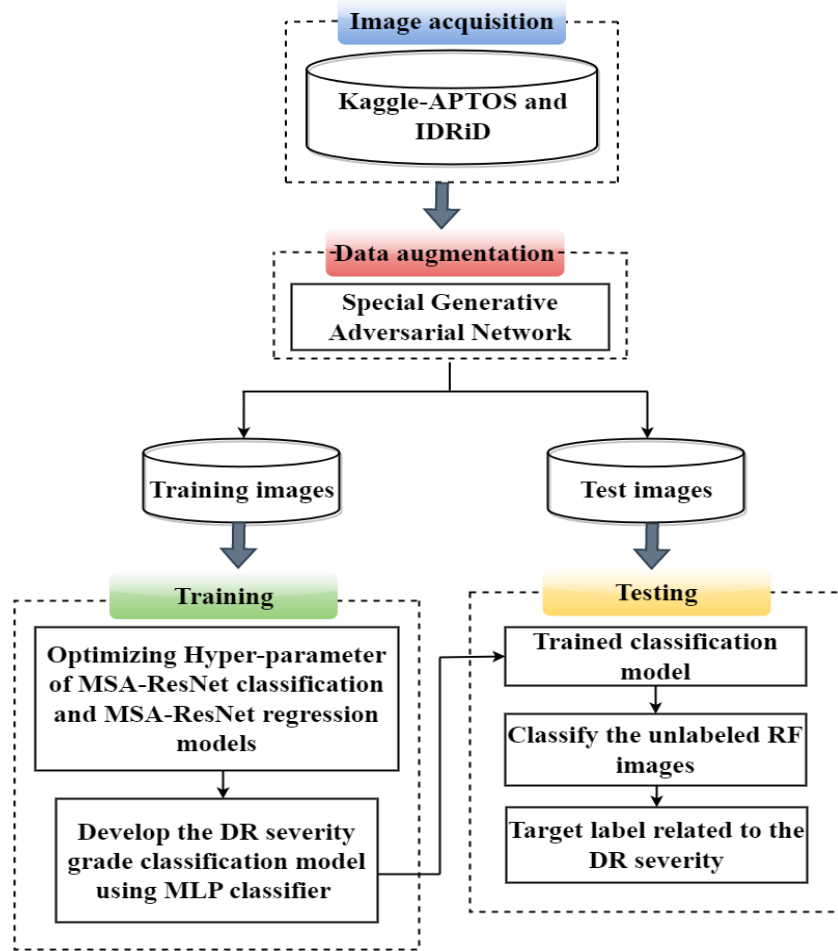 Image acquisition
Kaggle-APTOS and
IDRiD
Data augmentation
Special Generative
Adversarial Network
Training images
Test images
Training
Optimizing Hyper-parameter
of MSA-ResNet classification
and MSA-ResNet regression
models
Develop the DR severity
grade classification model
using MLP classifier
Testing
Trained classification
model
Classify the unlabeled RF
images
Target label related to the
DR severity